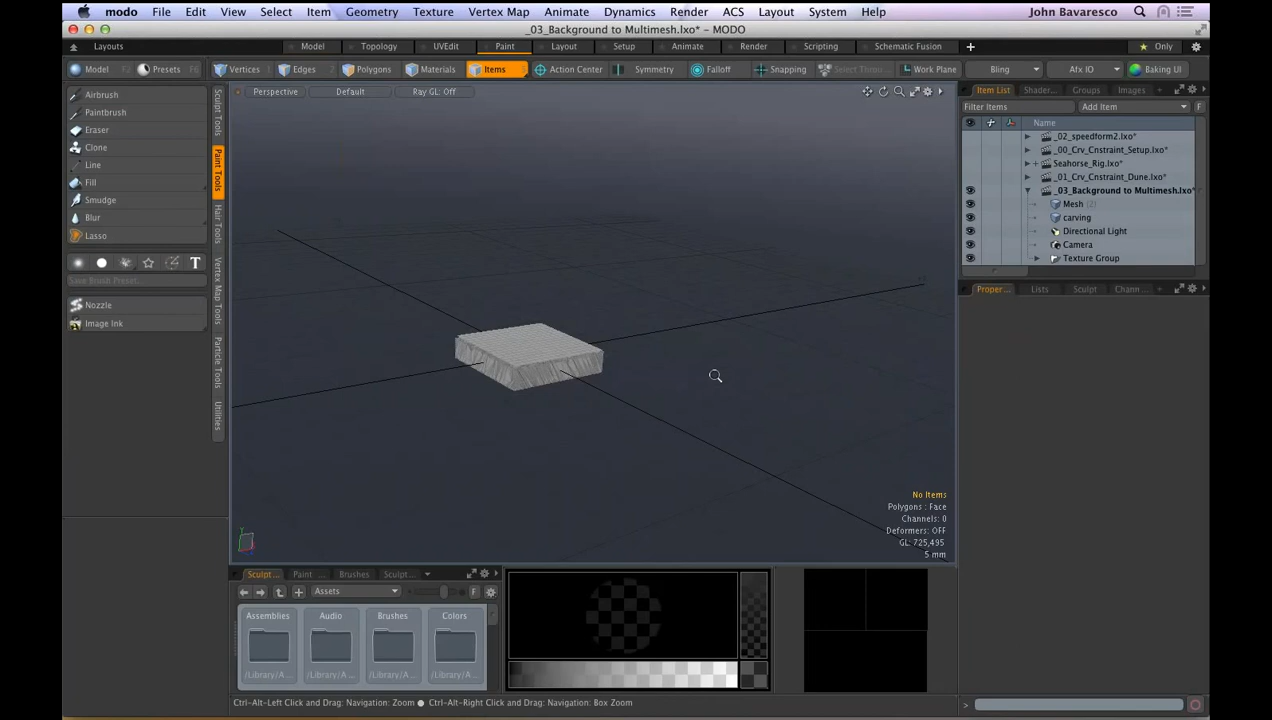 modo File Edit View Select Item Geometry Texture Vertex Map Animate Dynamics Render ACS Layout System Help John Bavaresco
_03_Background to Multimesh.lxo* – MODO
Layouts Model Topology UVEdit Paint Layout Setup Animate Render Scripting Schematic Fusion + Only
Model F2 Presets F6 Vertices Edges Polygons Materials Items 5 Action Center Symmetry Falloff Snapping Work Plane Bling Afx IO Baking UI
Airbrush
Paintbrush
Eraser
Clone
Line
Fill
Smudge
Blur
Lasso
T
Save Brush Preset...
Nozzle
Image Ink
Sculpt Tools
Paint Tools
Hair Tools
Vertex Map Tools
Particle Tools
Utilities
Perspective Default Ray GL: Off
No Items
Polygons : Face
Channels: 0
Deformers: OFF
GL: 725,495
5 mm
Item List Shader... Groups Images
Filter Items Add Item F
Name
_02_speedform2.lxo*
_00_Crv_Cnstraint_Setup.lxo*
Seahorse_Rig.lxo*
_01_Crv_Cnstraint_Dune.lxo*
_03_Background to Multimesh.lxo*
Mesh (2)
carving
Directional Light
Camera
Texture Group
Proper... Lists Sculpt Chann...
Sculpt... Paint ... Brushes Sculpt...
Assets F
Assemblies Audio Brushes Colors
/Library/A... /Library/A... /Library/A... /Library/A...
Ctrl-Alt-Left Click and Drag: Navigation: Zoom ● Ctrl-Alt-Right Click and Drag: Navigation: Box Zoom